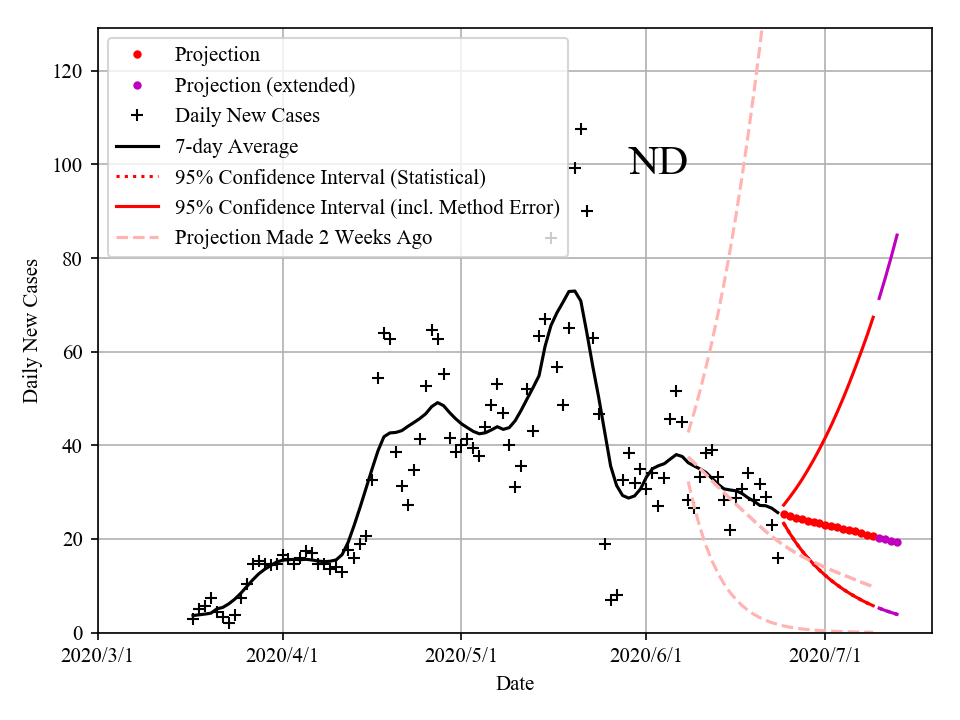 Projection
Projection (extended)
Daily New Cases
7-day Average
95% Confidence Interval (Statistical)
95% Confidence Interval (incl. Method Error)
Projection Made 2 Weeks Ago
ND
120
100
80
60
40
20
0
Daily New Cases
2020/3/1 2020/4/1 2020/5/1 2020/6/1 2020/7/1
Date